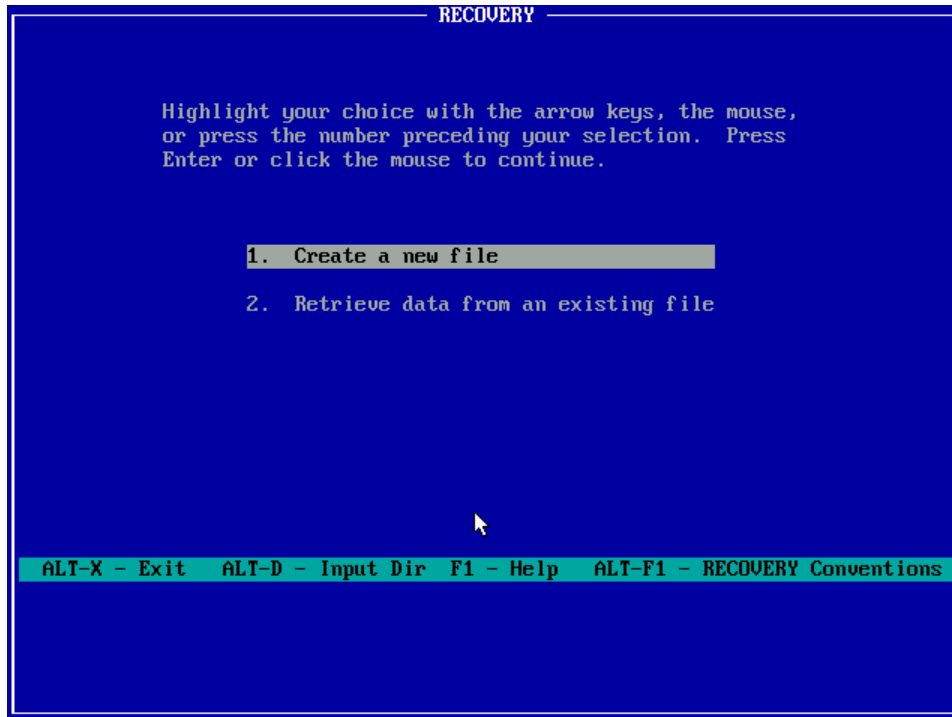 RECOVERY
Highlight your choice with the arrow keys, the mouse,
or press the number preceding your selection.  Press
Enter or click the mouse to continue.
1.  Create a new file
2.  Retrieve data from an existing file
ALT-X - Exit   ALT-D - Input Dir  F1 - Help   ALT-F1 - RECOVERY Conventions